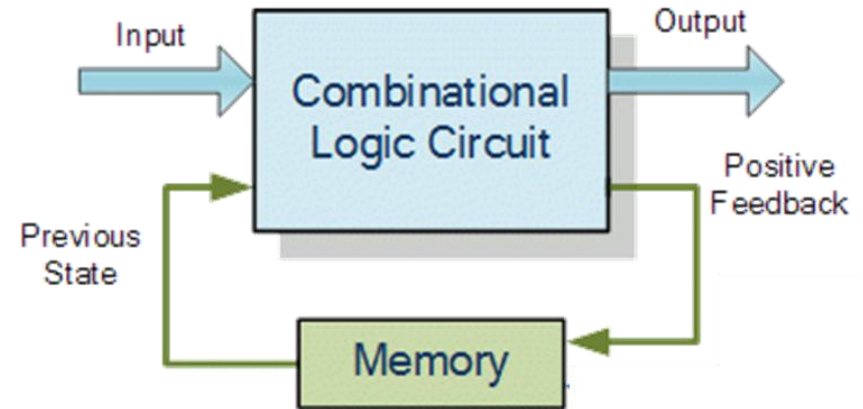 Input
Output
Combinational
Logic Circuit
Positive
Feedback
Previous
State
Memory